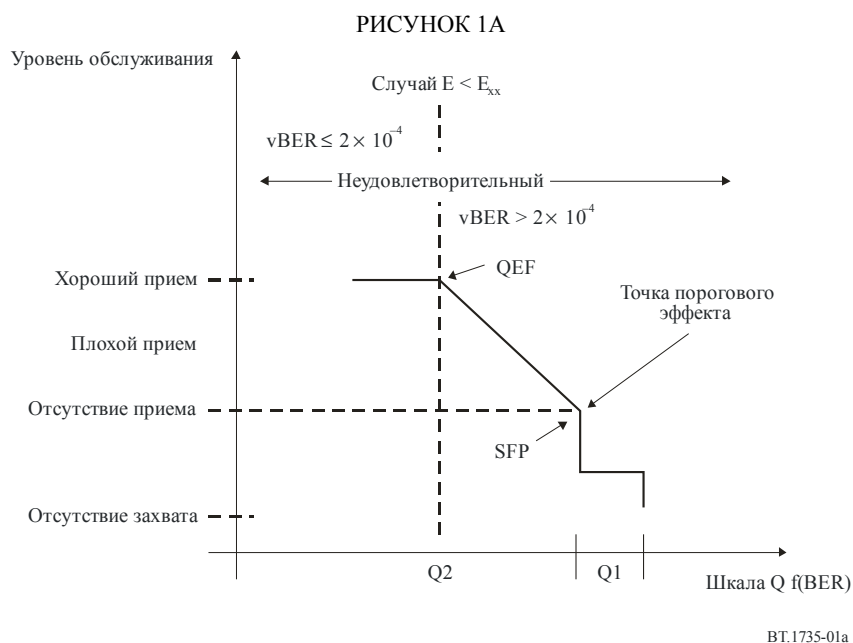 РИСУНОК 1А
Уровень обслуживания
Случай E < Exx
vBER ≤ 2 × 10–4
Неудовлетворительный
vBER > 2 × 10–4
Хороший прием
QEF
Точка порогового
эффекта
Плохой прием
Отсутствие приема
SFP
Отсутствие захвата
Q2
Q1
Шкала Q f(BER)
BT.1735-01a